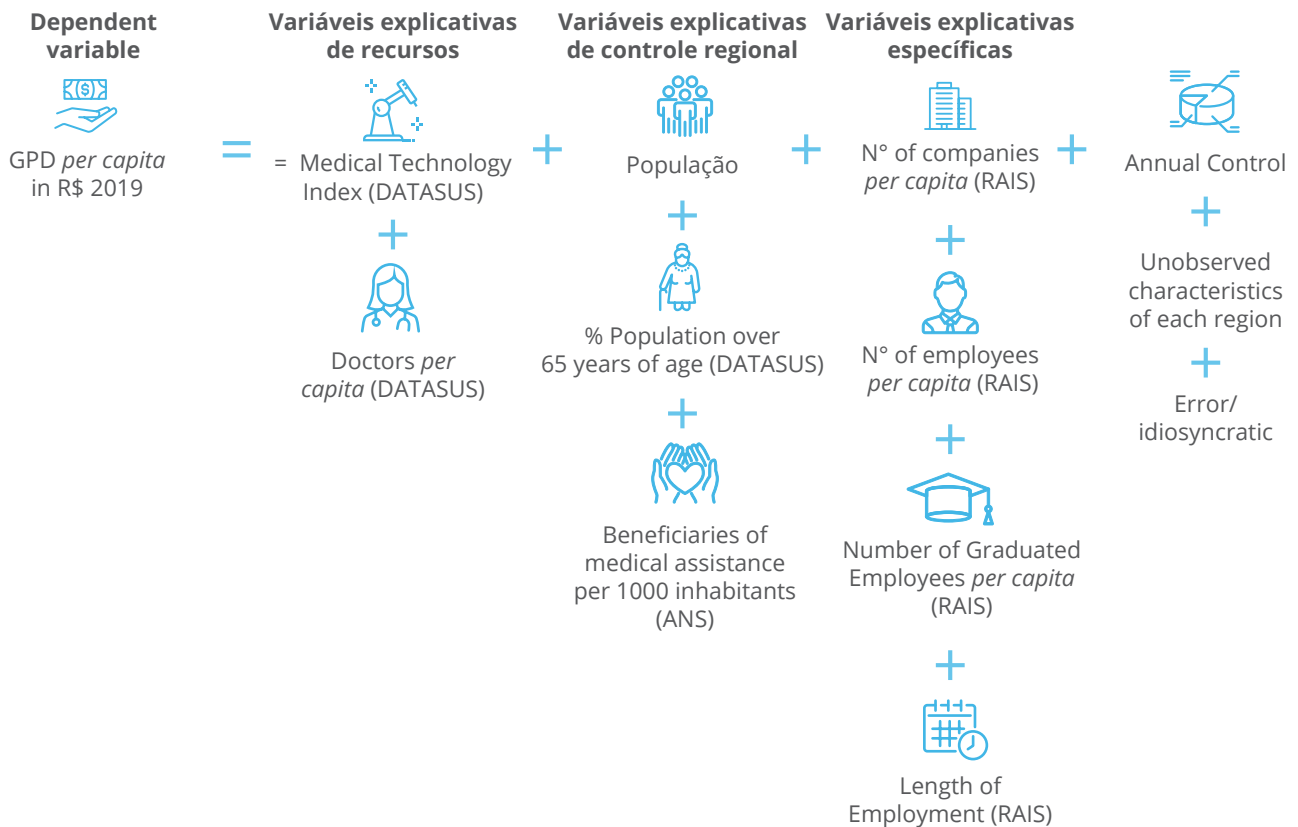 Dependent
variable
GPD per capita
in R$ 2019
=
Variáveis explicativas
de recursos
= Medical Technology
Index (DATASUS)
+
Doctors per
capita (DATASUS)
+
Variáveis explicativas
de controle regional
População
+
% Population over
65 years of age (DATASUS)
+
Beneficiaries of
medical assistance
per 1000 inhabitants
(ANS)
+
Variáveis explicativas
específicas
N° of companies
per capita (RAIS)
+
N° of employees
per capita (RAIS)
+
Number of Graduated
Employees per capita
(RAIS)
+
Length of
Employment (RAIS)
+
Annual Control
+
Unobserved
characteristics
of each region
+
Error/
idiosyncratic